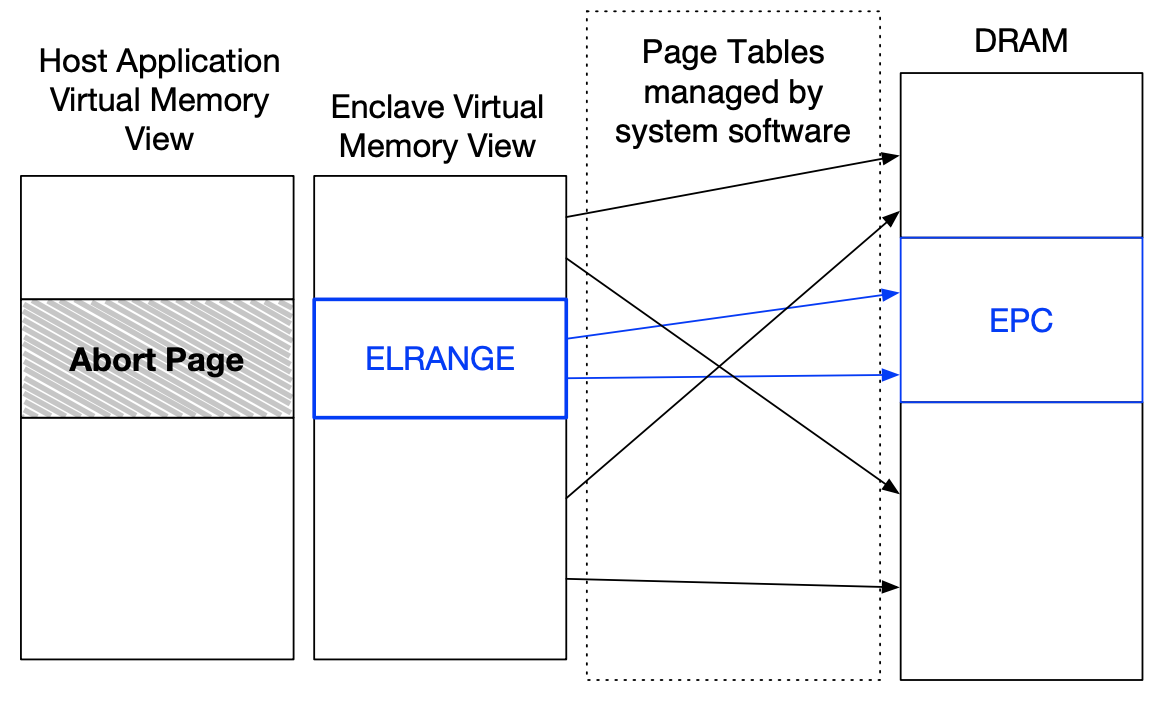 Host Application
Virtual Memory
View
Enclave Virtual
Memory View
Page Tables
managed by
system software
DRAM
Abort Page
ELRANGE
EPC